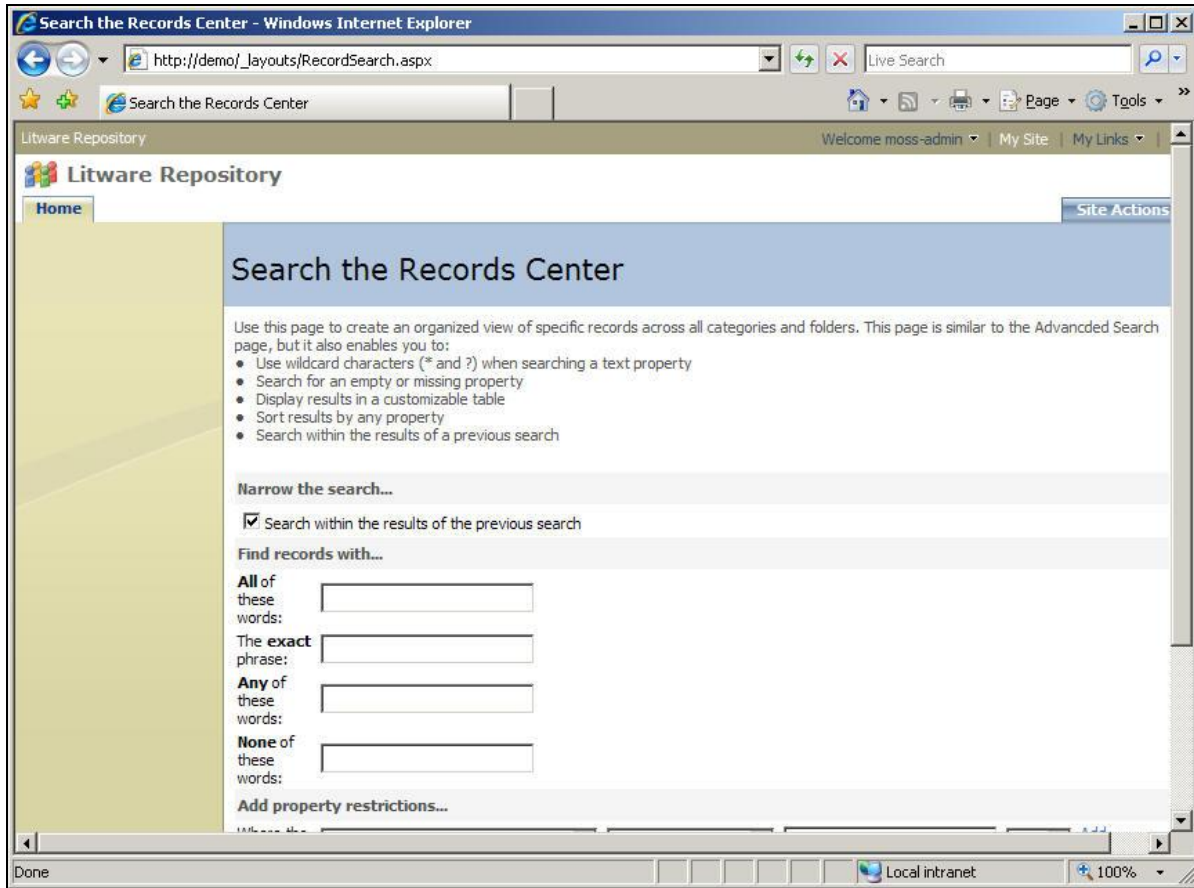 Search the Records Center - Windows Internet Explorer
http://demo/_layouts/RecordSearch.aspx
Live Search
Search the Records Center
Page
Tools
»
Litware Repository
Welcome moss-admin
| My Site | My Links |
Litware Repository
Home
Site Actions
Search the Records Center
Use this page to create an organized view of specific records across all categories and folders. This page is similar to the Advancded Search
page, but it also enables you to:
• Use wildcard characters (* and ?) when searching a text property
• Search for an empty or missing property
• Display results in a customizable table
• Sort results by any property
• Search within the results of a previous search
Narrow the search...
Search within the results of the previous search
Find records with...
All of
these
words:
The exact
phrase:
Any of
these
words:
None of
these
words:
Add property restrictions...
Done
Local intranet
100%